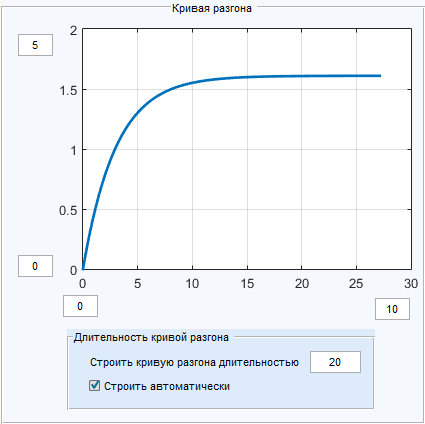 Кривая разгона
5
2
1.5
1
0.5
0
0
0 5 10 15 20 25 30
0
10
Длительность кривой разгона
Строить кривую разгона длительностью 20
Строить автоматически